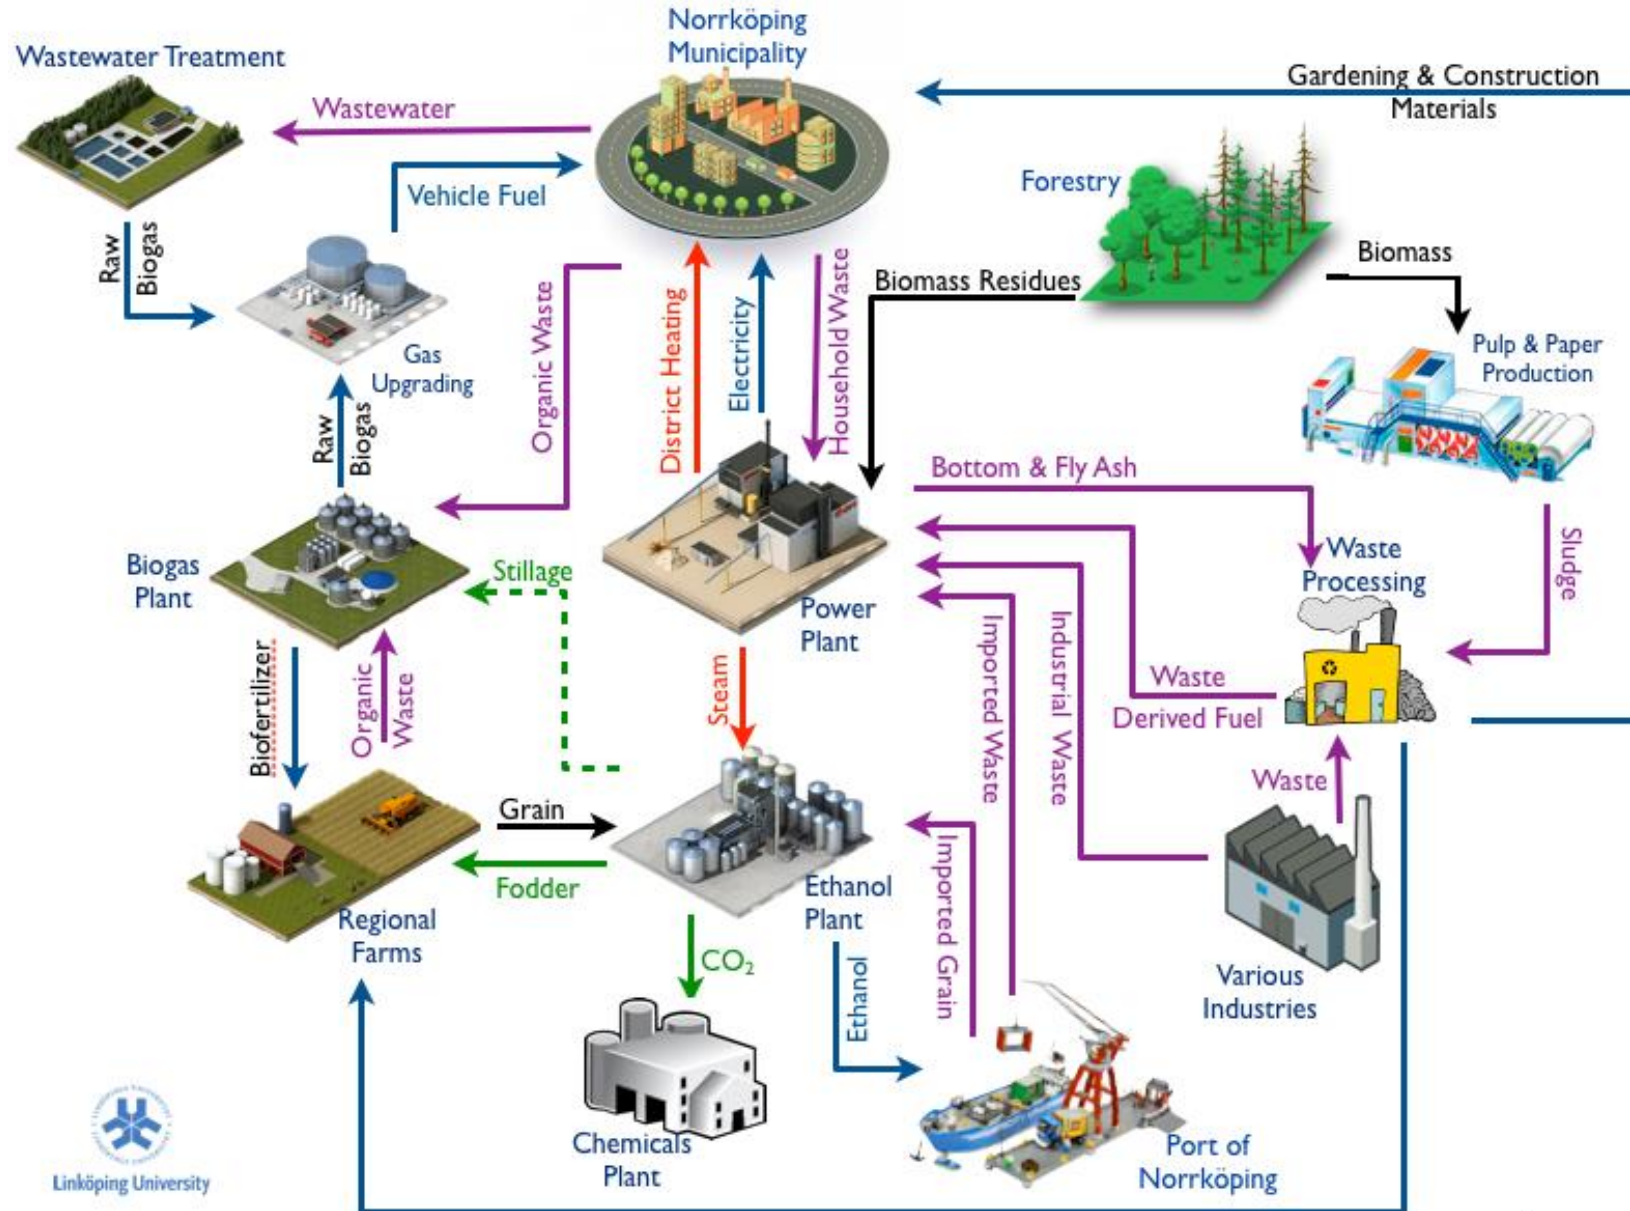 Norrköping
Municipality
Wastewater Treatment
Gardening & Construction
Materials
Wastewater
Vehicle Fuel
Forestry
Raw
Biogas
Biomass
Biomass Residues
Organic Waste
District Heating
Electricity
Household Waste
Gas
Upgrading
Pulp & Paper
Production
Raw
Biogas
Bottom & Fly Ash
Sludge
Waste
Processing
Biogas
Plant
Stillage
Power
Plant
Imported Waste
Industrial Waste
Biofertilizer
Organic
Waste
Steam
Waste
Derived Fuel
Waste
Grain
Fodder
Imported Grain
Ethanol
Plant
Regional
Farms
CO₂
Ethanol
Various
Industries
Chemicals
Plant
Port of
Norrköping
Linköping University